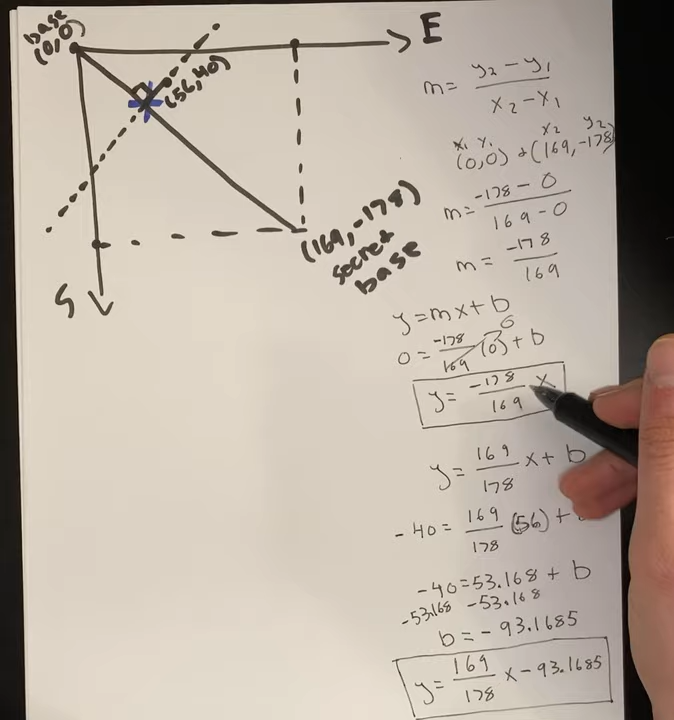 base
(0,0)
E
(56,40)
(169,-178)
secret
base
S
m = y₂ - y₁ / x₂ - x₁
x₁ y₁ x₂ y₂
(0,0) + (169,-178)
m = -178 - 0 / 169 - 0
m = -178 / 169
y = mx + b
0
0 = -178/169 (0) + b
y = -178/169 x
y = 169/178 x + b
-40 = 169/178 (56) +
-40 = 53.168 + b
-53.168 -53.168
b = -93.1685
y = 169/178 x - 93.1685